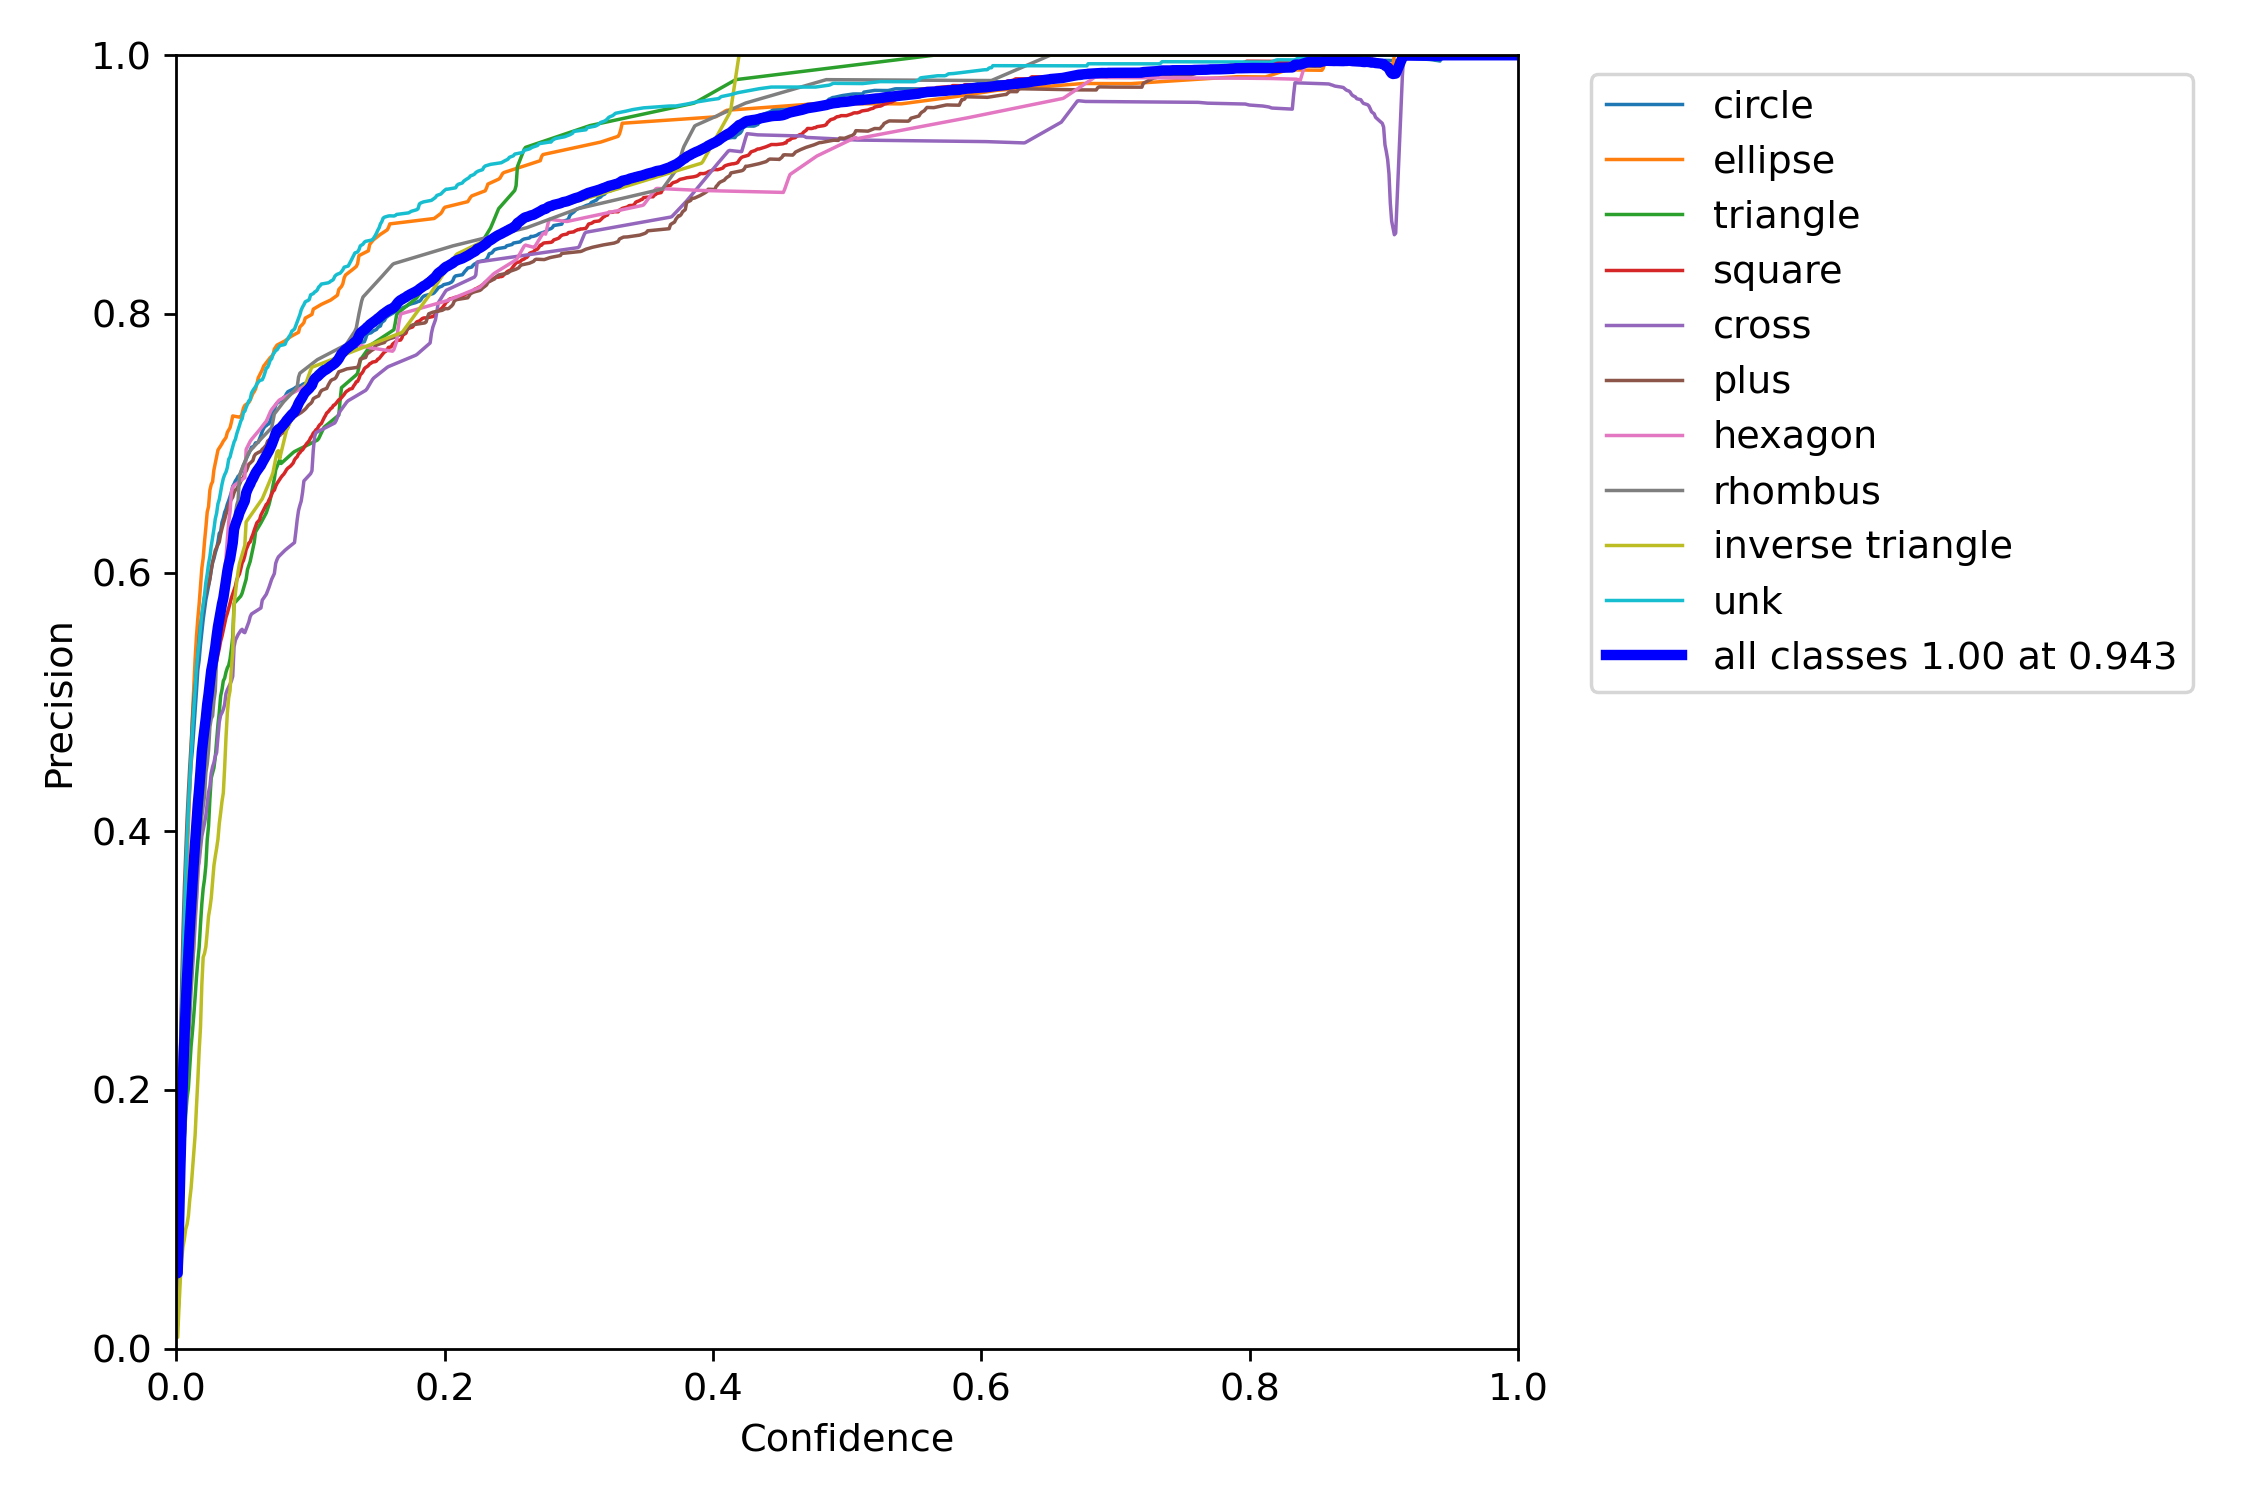 1.0
0.8
0.6
0.4
0.2
0.0
Precision
0.0 0.2 0.4 0.6 0.8 1.0
Confidence
circle
ellipse
triangle
square
cross
plus
hexagon
rhombus
inverse triangle
unk
all classes 1.00 at 0.943